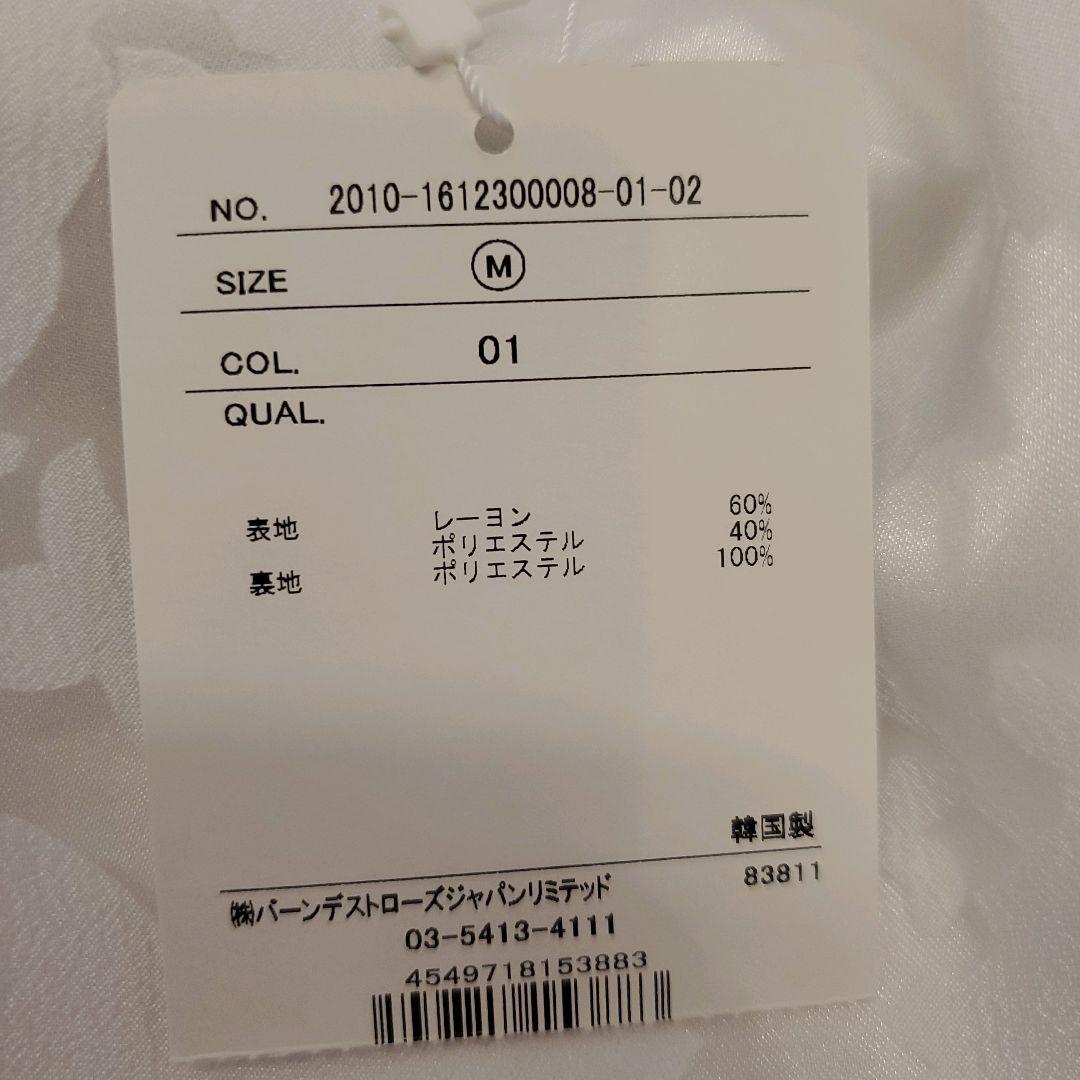 NO. 2010-1612300008-01-02
SIZE Ⓜ
COL. 01
QUAL.
表地 レーヨン 60%
ポリエステル 40%
裏地 ポリエステル 100%
韓国製
83811
㈱バーンデストローズジャパンリミテッド
03-5413-4111
4549718153883